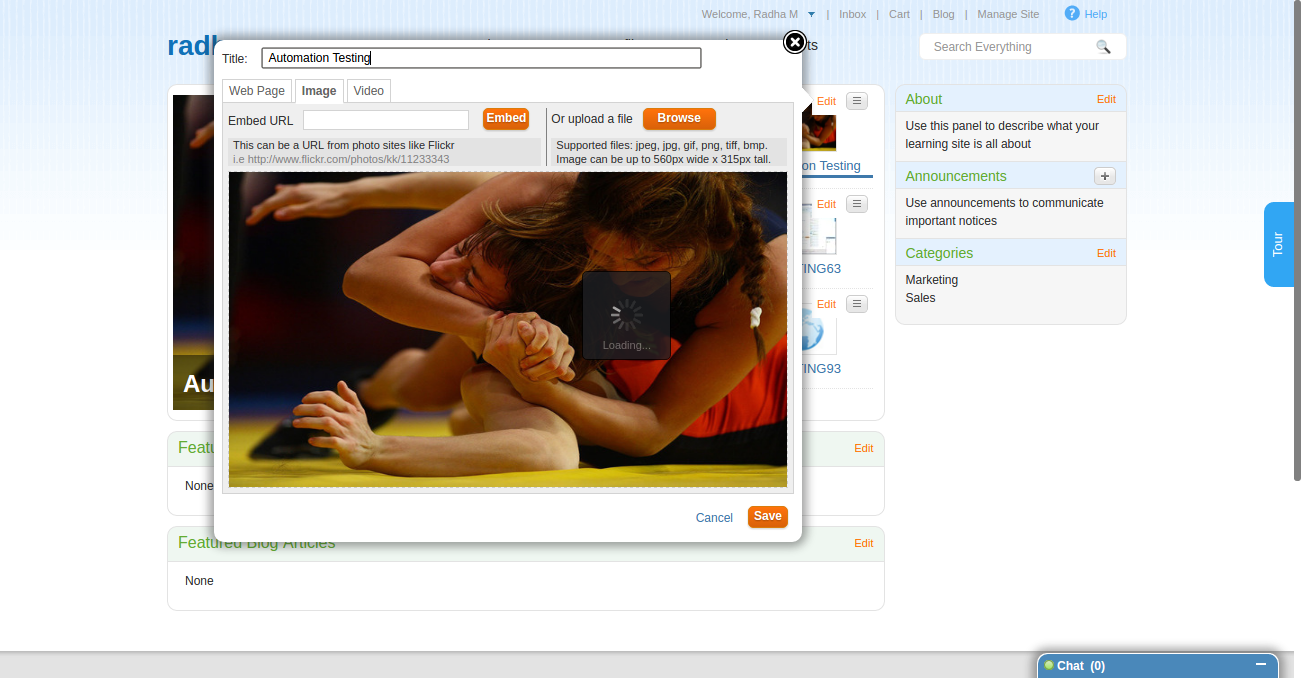 Welcome, Radha M | Inbox | Cart | Blog | Manage Site Help
Search Everything
Title: Automation Testing
Web Page Image Video
Embed URL Embed Or upload a file Browse
This can be a URL from photo sites like Flickr
i.e http://www.flickr.com/photos/kk/11233343
Supported files: jpeg, jpg, gif, png, tiff, bmp.
Image can be up to 560px wide x 315px tall.
Loading...
Cancel Save
Edit
Testing
Edit
TING63
Edit
TING93
About Edit
Use this panel to describe what your
learning site is all about
Announcements +
Use announcements to communicate
important notices
Categories Edit
Marketing
Sales
Tour
Edit
None
Featured Blog Articles Edit
None
Chat (0)